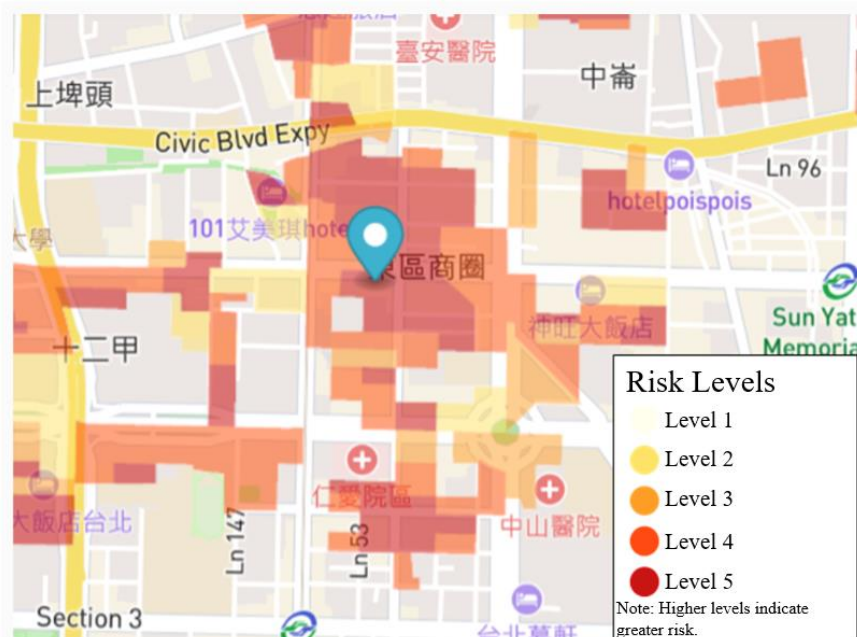 臺安醫院
中崙
上埤頭
Civic Blvd Expy
Ln 96
hotelpoispois
101艾美琪hote
大學
東區商圈
神旺大飯店
Sun Yat
Memoria
十二甲
Risk Levels
Level 1
Level 2
Level 3
Level 4
Level 5
Note: Higher levels indicate
greater risk.
仁愛院區
中山醫院
大飯店台北
Ln 147
Ln 53
Section 3